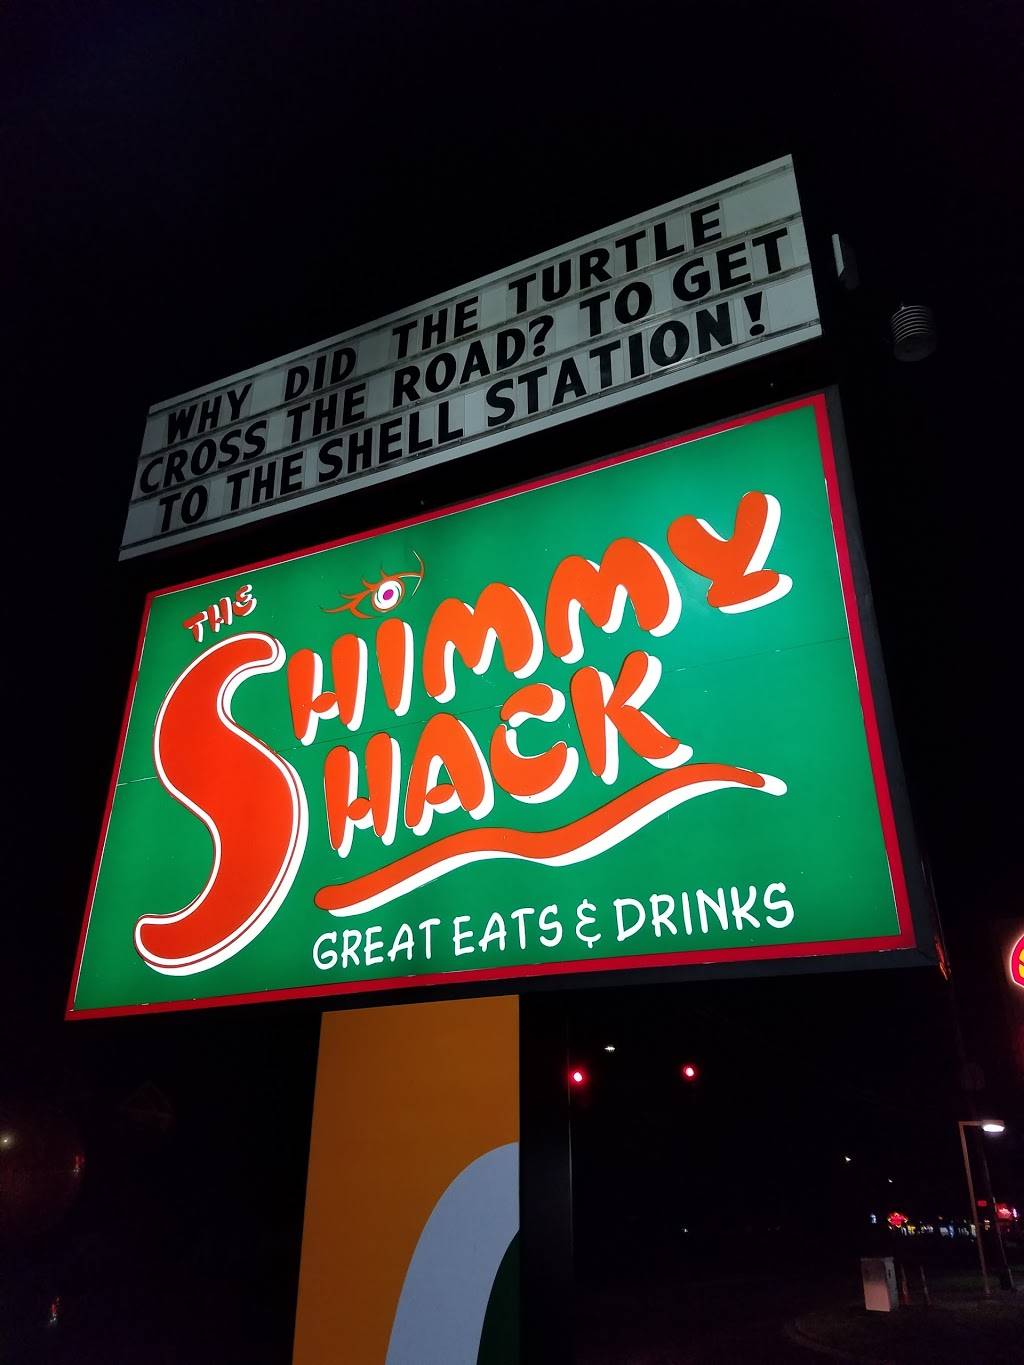 WHY DID THE TURTLE
CROSS THE ROAD? TO GET
TO THE SHELL STATION!
THE
SHIMMY
SHACK
GREAT EATS & DRINKS